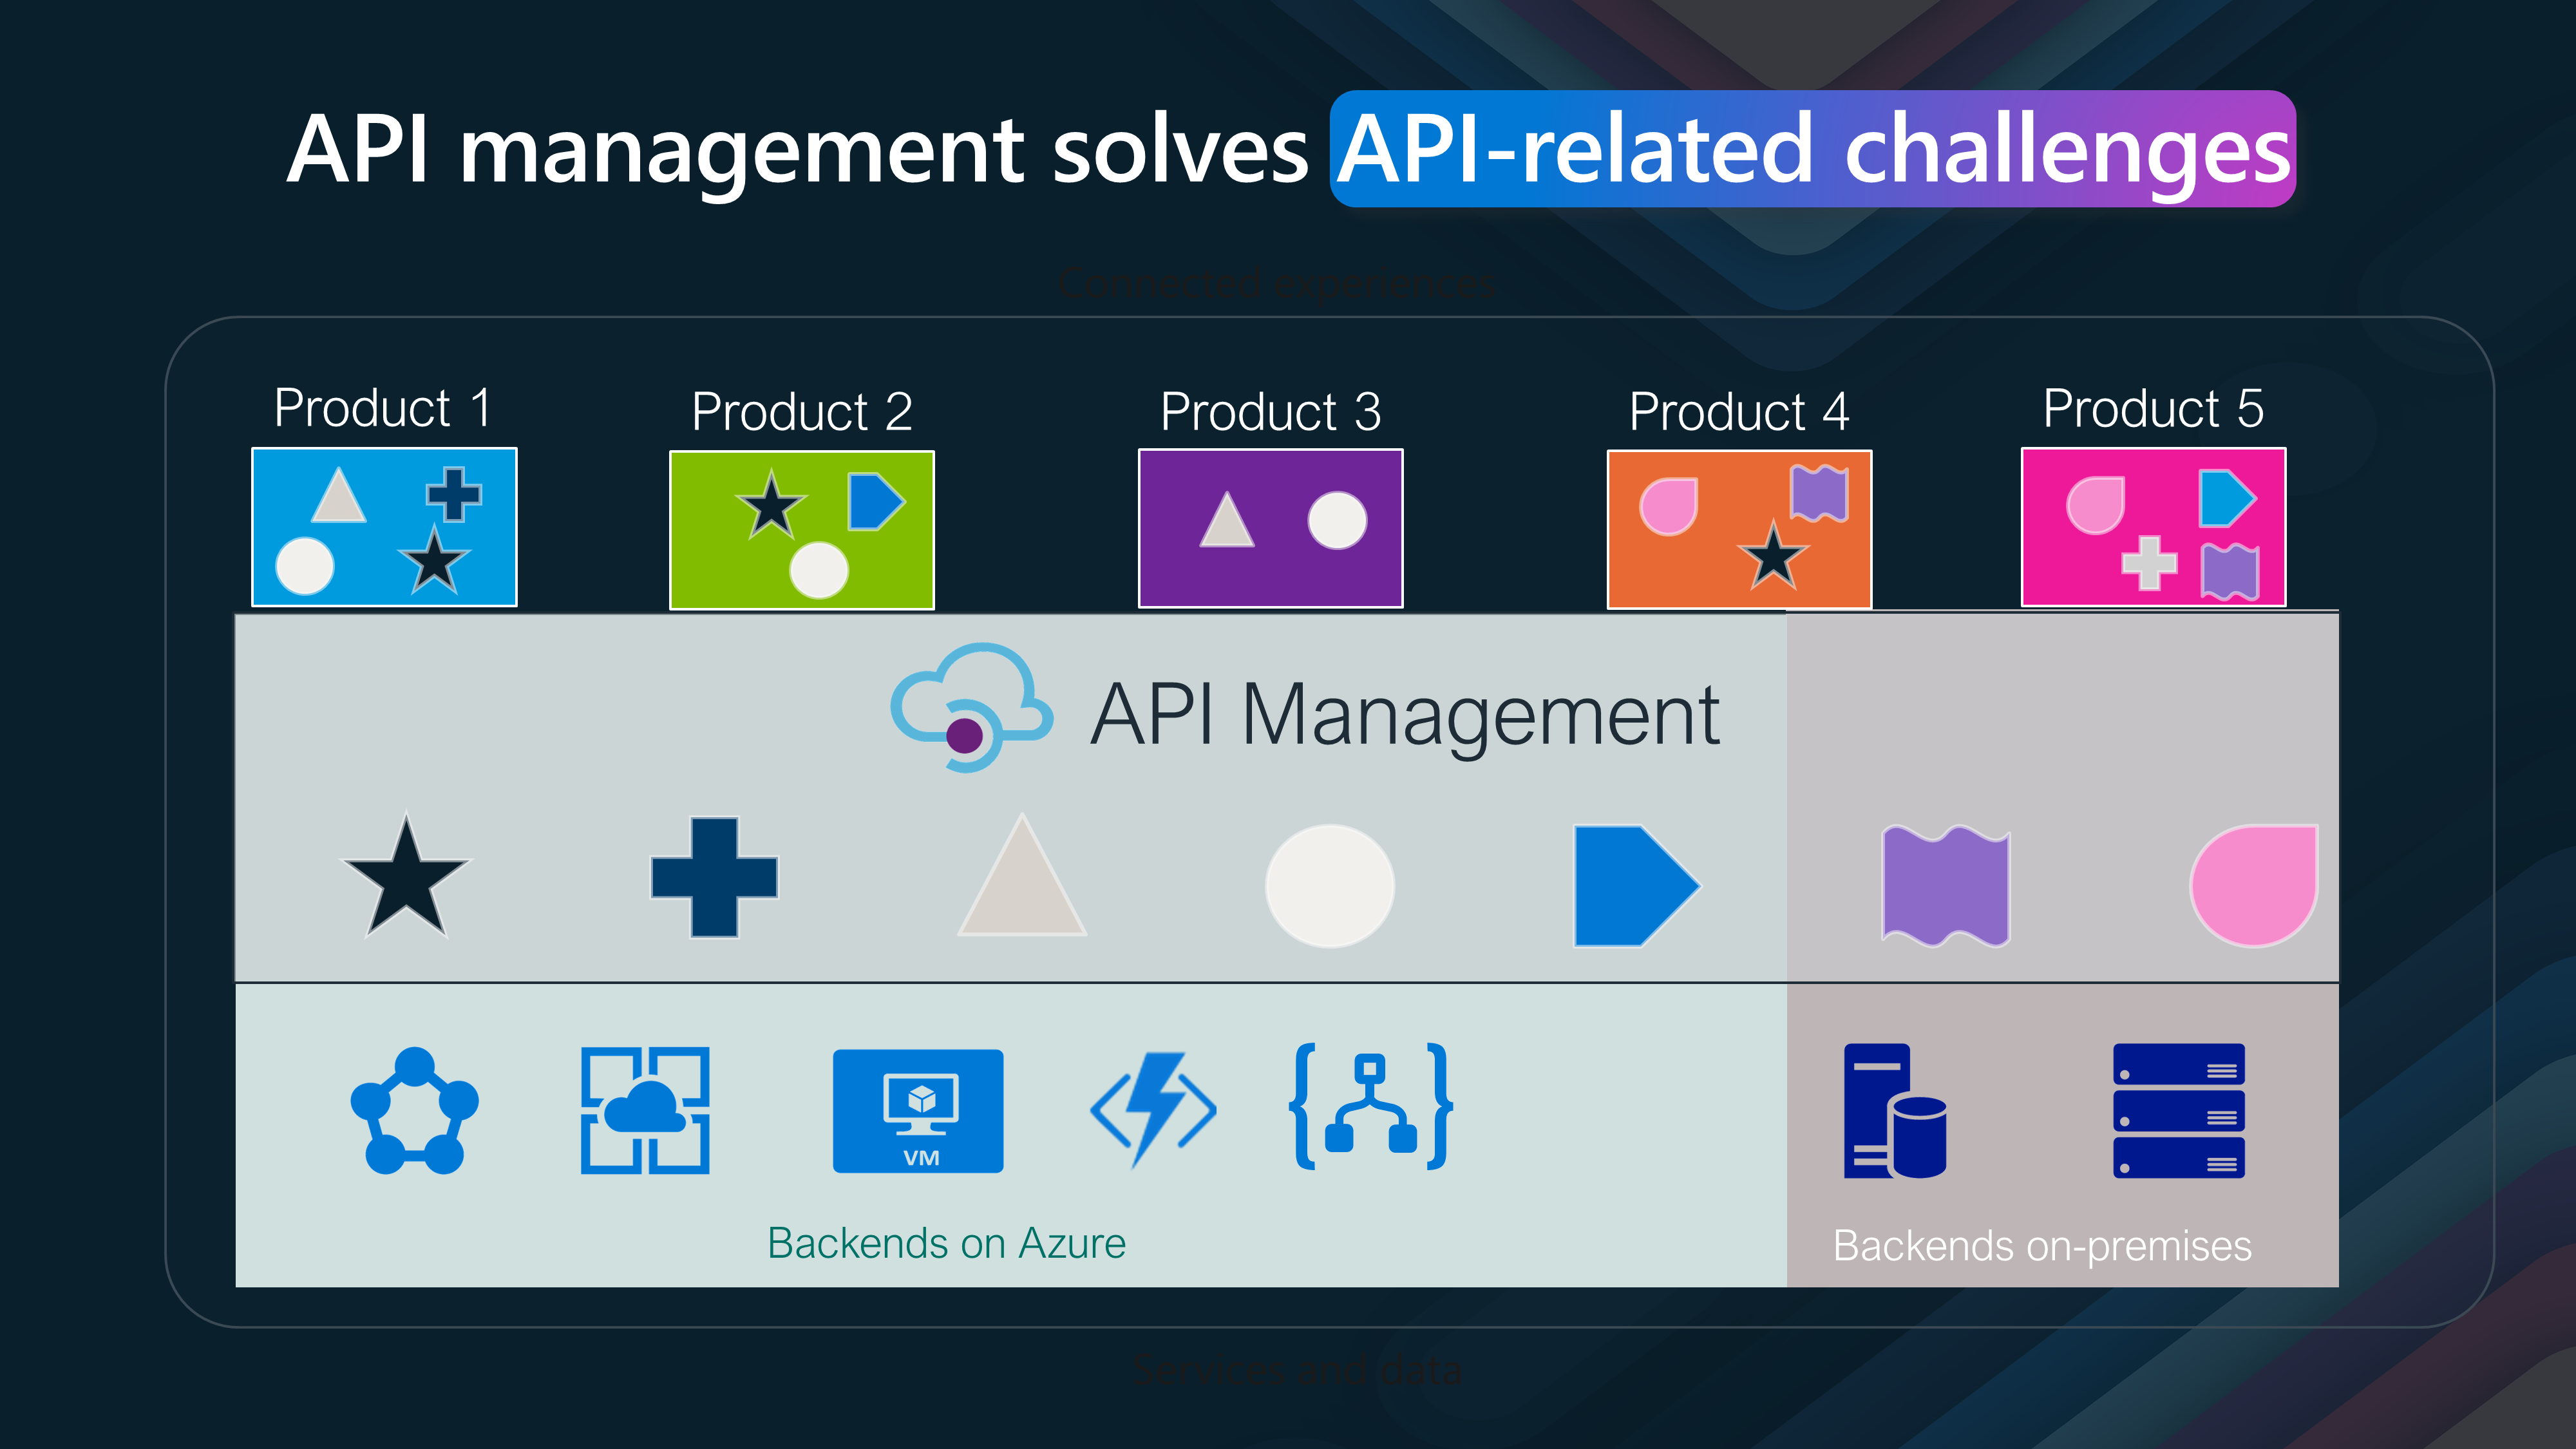 API management solves API-related challenges
Connected experiences
Product 1
Product 2
Product 3
Product 4
Product 5
API Management
VM
Backends on Azure
Backends on-premises
Services and data